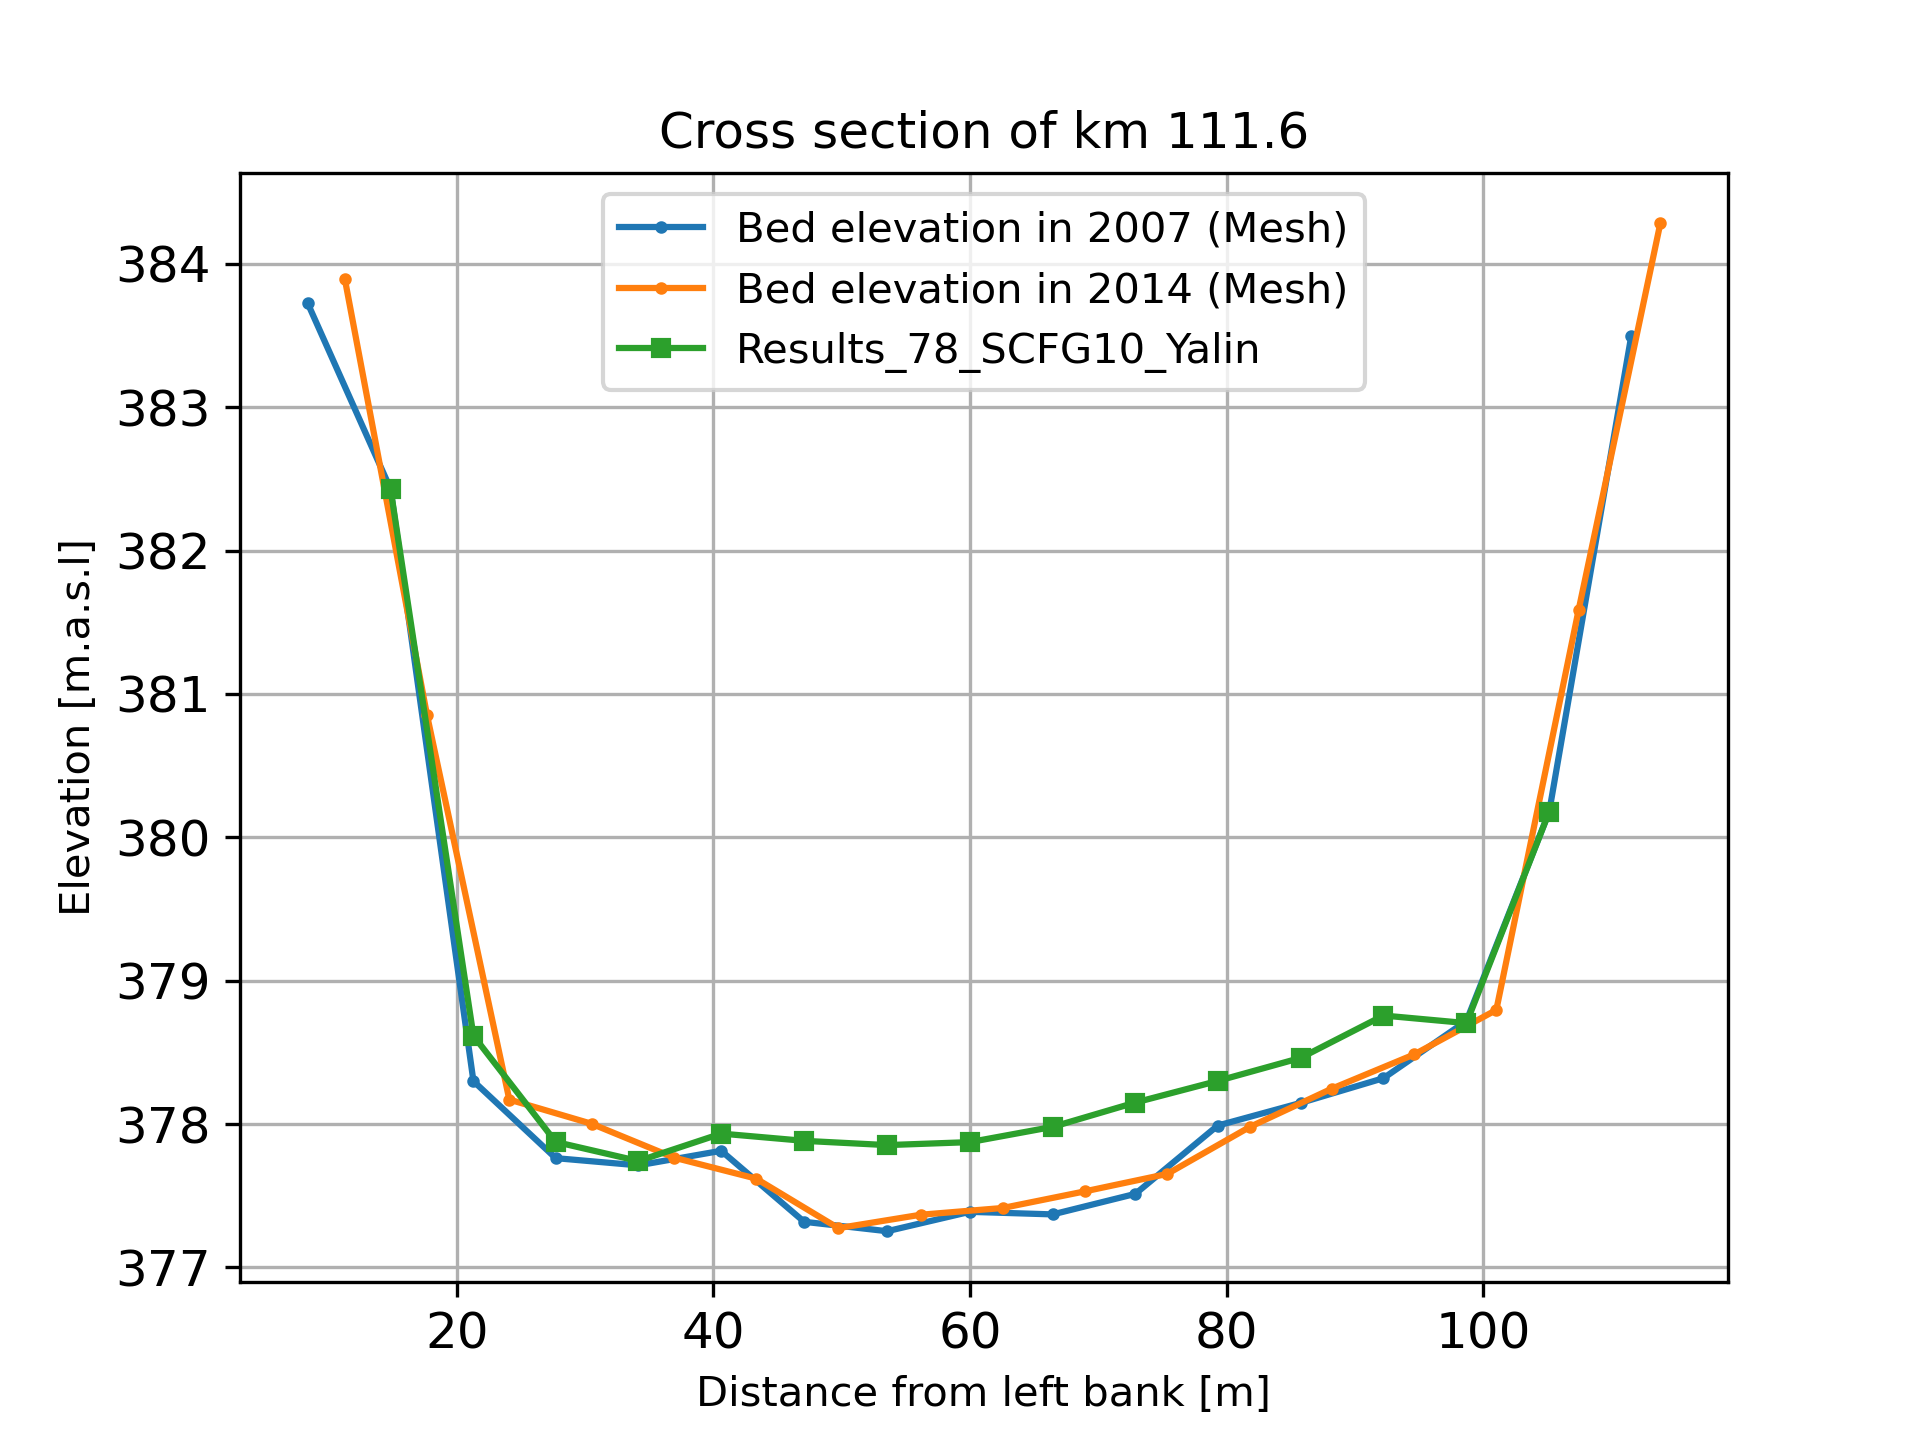 Cross section of km 111.6
Bed elevation in 2007 (Mesh)
Bed elevation in 2014 (Mesh)
Results_78_SCFG10_Yalin
384
383
382
381
380
379
378
377
Elevation [m.a.s.l]
20 40 60 80 100
Distance from left bank [m]